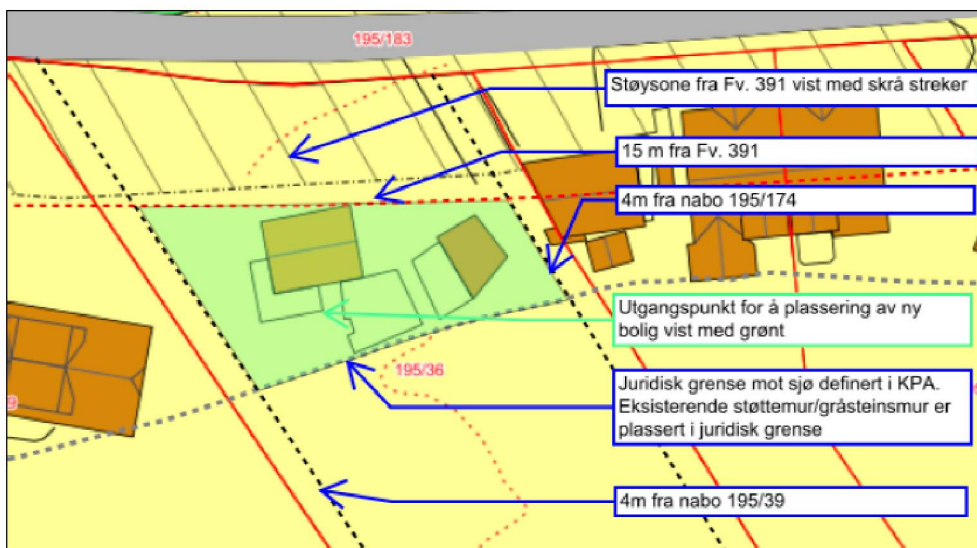 195/183
Støysone fra Fv. 391 vist med skrå streker
15 m fra Fv. 391
4m fra nabo 195/174
Utgangspunkt for å plassering av ny
bolig vist med grønt
195/36
Juridisk grense mot sjø definert i KPA.
Eksisterende støttemur/gråsteinsmur er
plassert i juridisk grense
4m fra nabo 195/39